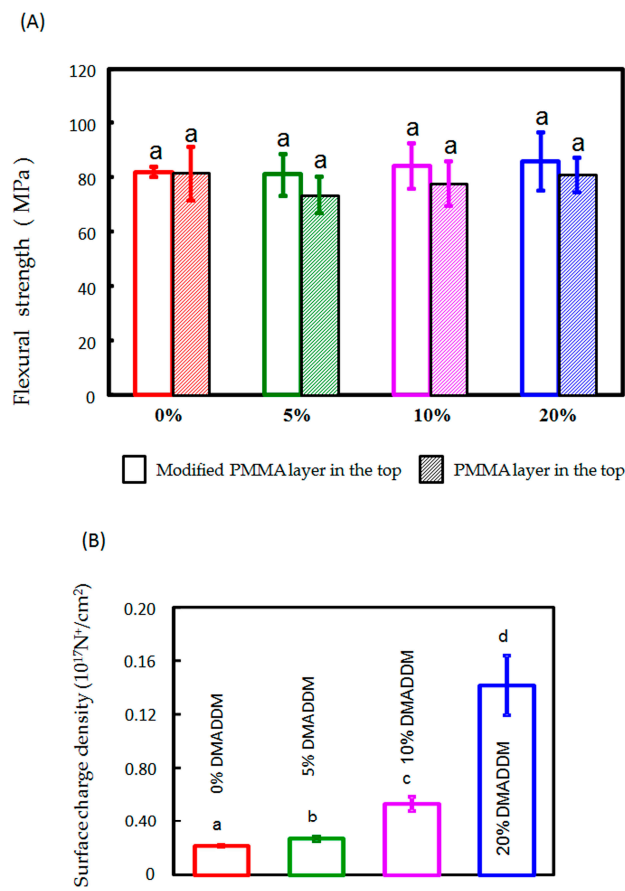 (A)
Flexural strength ( MPa)
120
100
80
60
40
20
0
a a a a a a a a
0% 5% 10% 20%
Modified PMMA layer in the top PMMA layer in the top
(B)
Surface charge density (10¹⁷N⁺/cm²)
0.20
0.16
0.12
0.80
0.40
0
a b c d
0% DMADDM
5% DMADDM
10% DMADDM
20% DMADDM